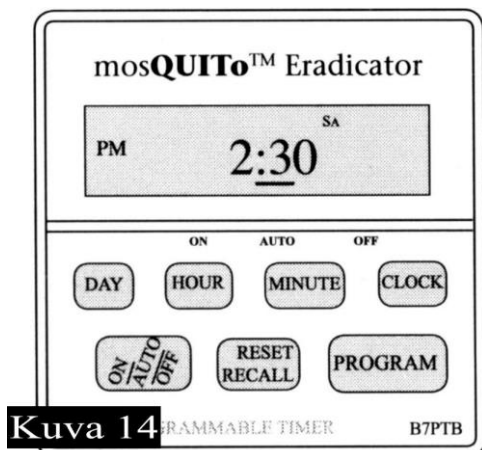 mosQUITo™ Eradicator
SA
PM 2:30
ON AUTO OFF
DAY HOUR MINUTE CLOCK
ON/AUTO/OFF RESET RECALL PROGRAM
Kuva 14 RAMMABLE TIMER B7PTB